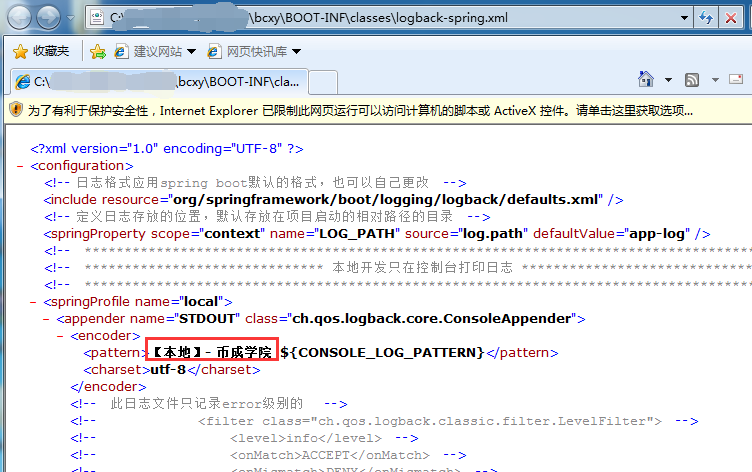 C:\ \bcxy\BOOT-INF\classes\logback-spring.xml
收藏夹 建议网站 网页快讯库
C:\ \bcxy\BOOT-INF\cla...
为了有利于保护安全性，Internet Explorer 已限制此网页运行可以访问计算机的脚本或 ActiveX 控件。请单击这里获取选项...
<?xml version="1.0" encoding="UTF-8" ?>
- <configuration>
<!-- 日志格式应用spring boot默认的格式，也可以自己更改 -->
<include resource="org/springframework/boot/logging/logback/defaults.xml" />
<!-- 定义日志存放的位置，默认存放在项目启动的相对路径的目录 -->
<springProperty scope="context" name="LOG_PATH" source="log.path" defaultValue="app-log" />
<!-- ****************************************************************************
<!-- ***************************** 本地开发只在控制台打印日志 *****************************
<!-- ****************************************************************************
- <springProfile name="local">
- <appender name="STDOUT" class="ch.qos.logback.core.ConsoleAppender">
- <encoder>
<pattern>【本地】- 币成学院 ${CONSOLE_LOG_PATTERN}</pattern>
<charset>utf-8</charset>
</encoder>
<!-- 此日志文件只记录error级别的 -->
<!-- <filter class="ch.qos.logback.classic.filter.LevelFilter"> -->
<!-- <level>info</level> -->
<!-- <onMatch>ACCEPT</onMatch> -->
<!-- <onMismatch>DENY</onMismatch> -->